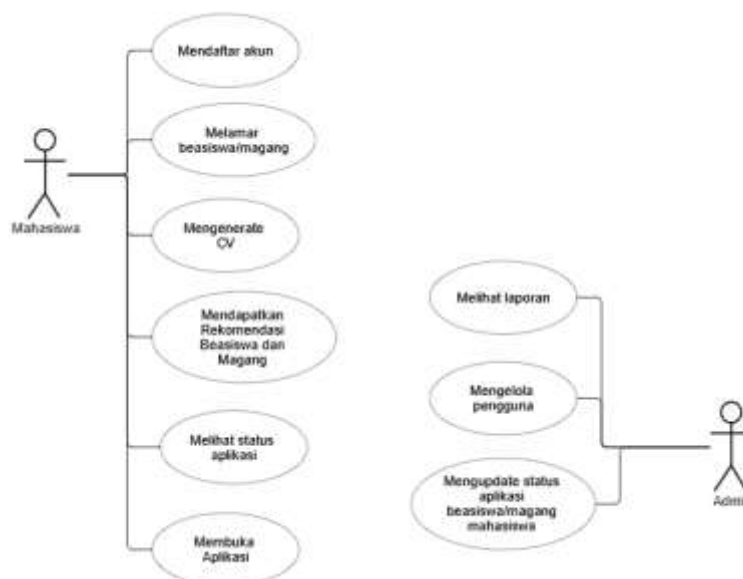 Mendaftar akun
Melamar
beasiswa/magang
Mahasiswa
Mengenerate
CV
Mendapatkan
Rekomendasi
Beasiswa dan
Magang
Melihat status
aplikasi
Membuka
Aplikasi
Melihat laporan
Mengelola
pengguna
Mengupdate status
aplikasi
beasiswa/magang
mahasiswa
Admi